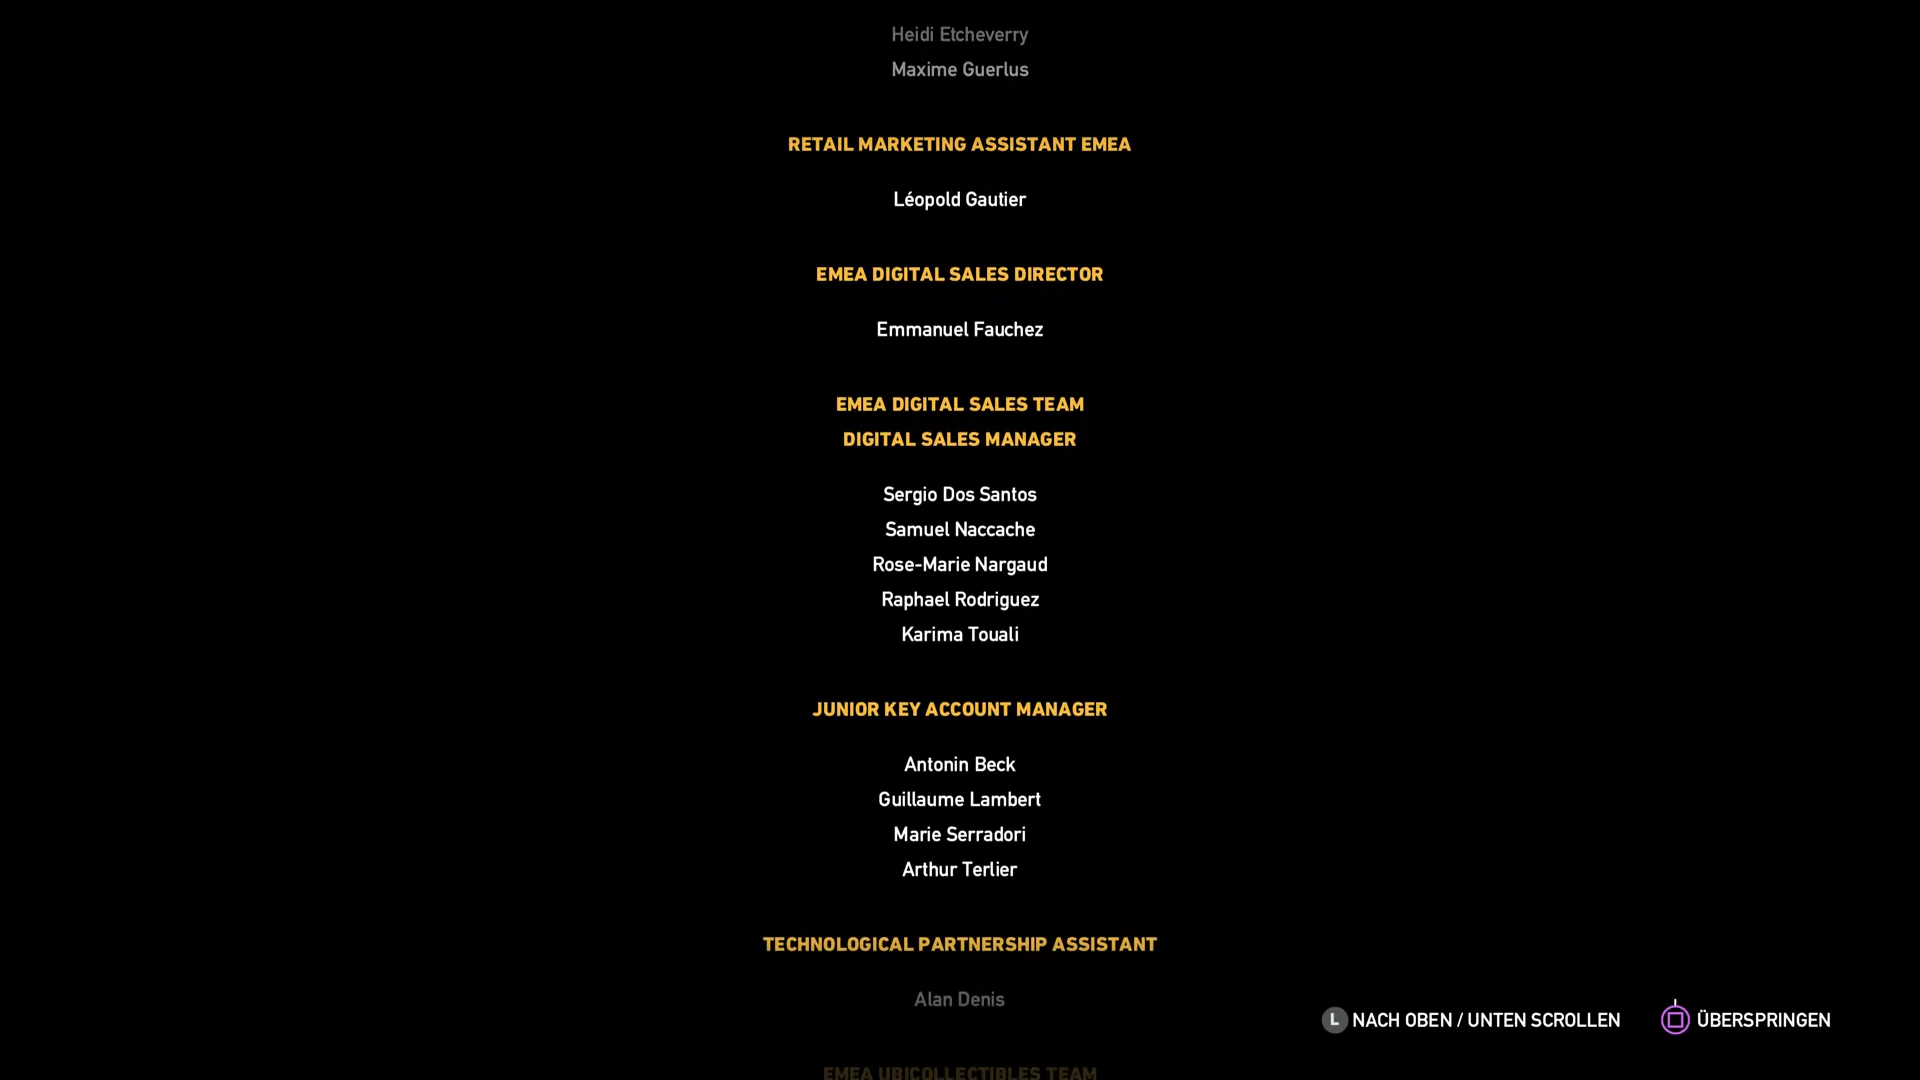 Heidi Etcheverry
Maxime Guerlus
RETAIL MARKETING ASSISTANT EMEA
Léopold Gautier
EMEA DIGITAL SALES DIRECTOR
Emmanuel Fauchez
EMEA DIGITAL SALES TEAM
DIGITAL SALES MANAGER
Sergio Dos Santos
Samuel Naccache
Rose-Marie Nargaud
Raphael Rodriguez
Karima Touali
JUNIOR KEY ACCOUNT MANAGER
Antonin Beck
Guillaume Lambert
Marie Serradori
Arthur Terlier
TECHNOLOGICAL PARTNERSHIP ASSISTANT
Alan Denis
L NACH OBEN / UNTEN SCROLLEN ÜBERSPRINGEN
EMEA UBICOLLECTIBLES TEAM